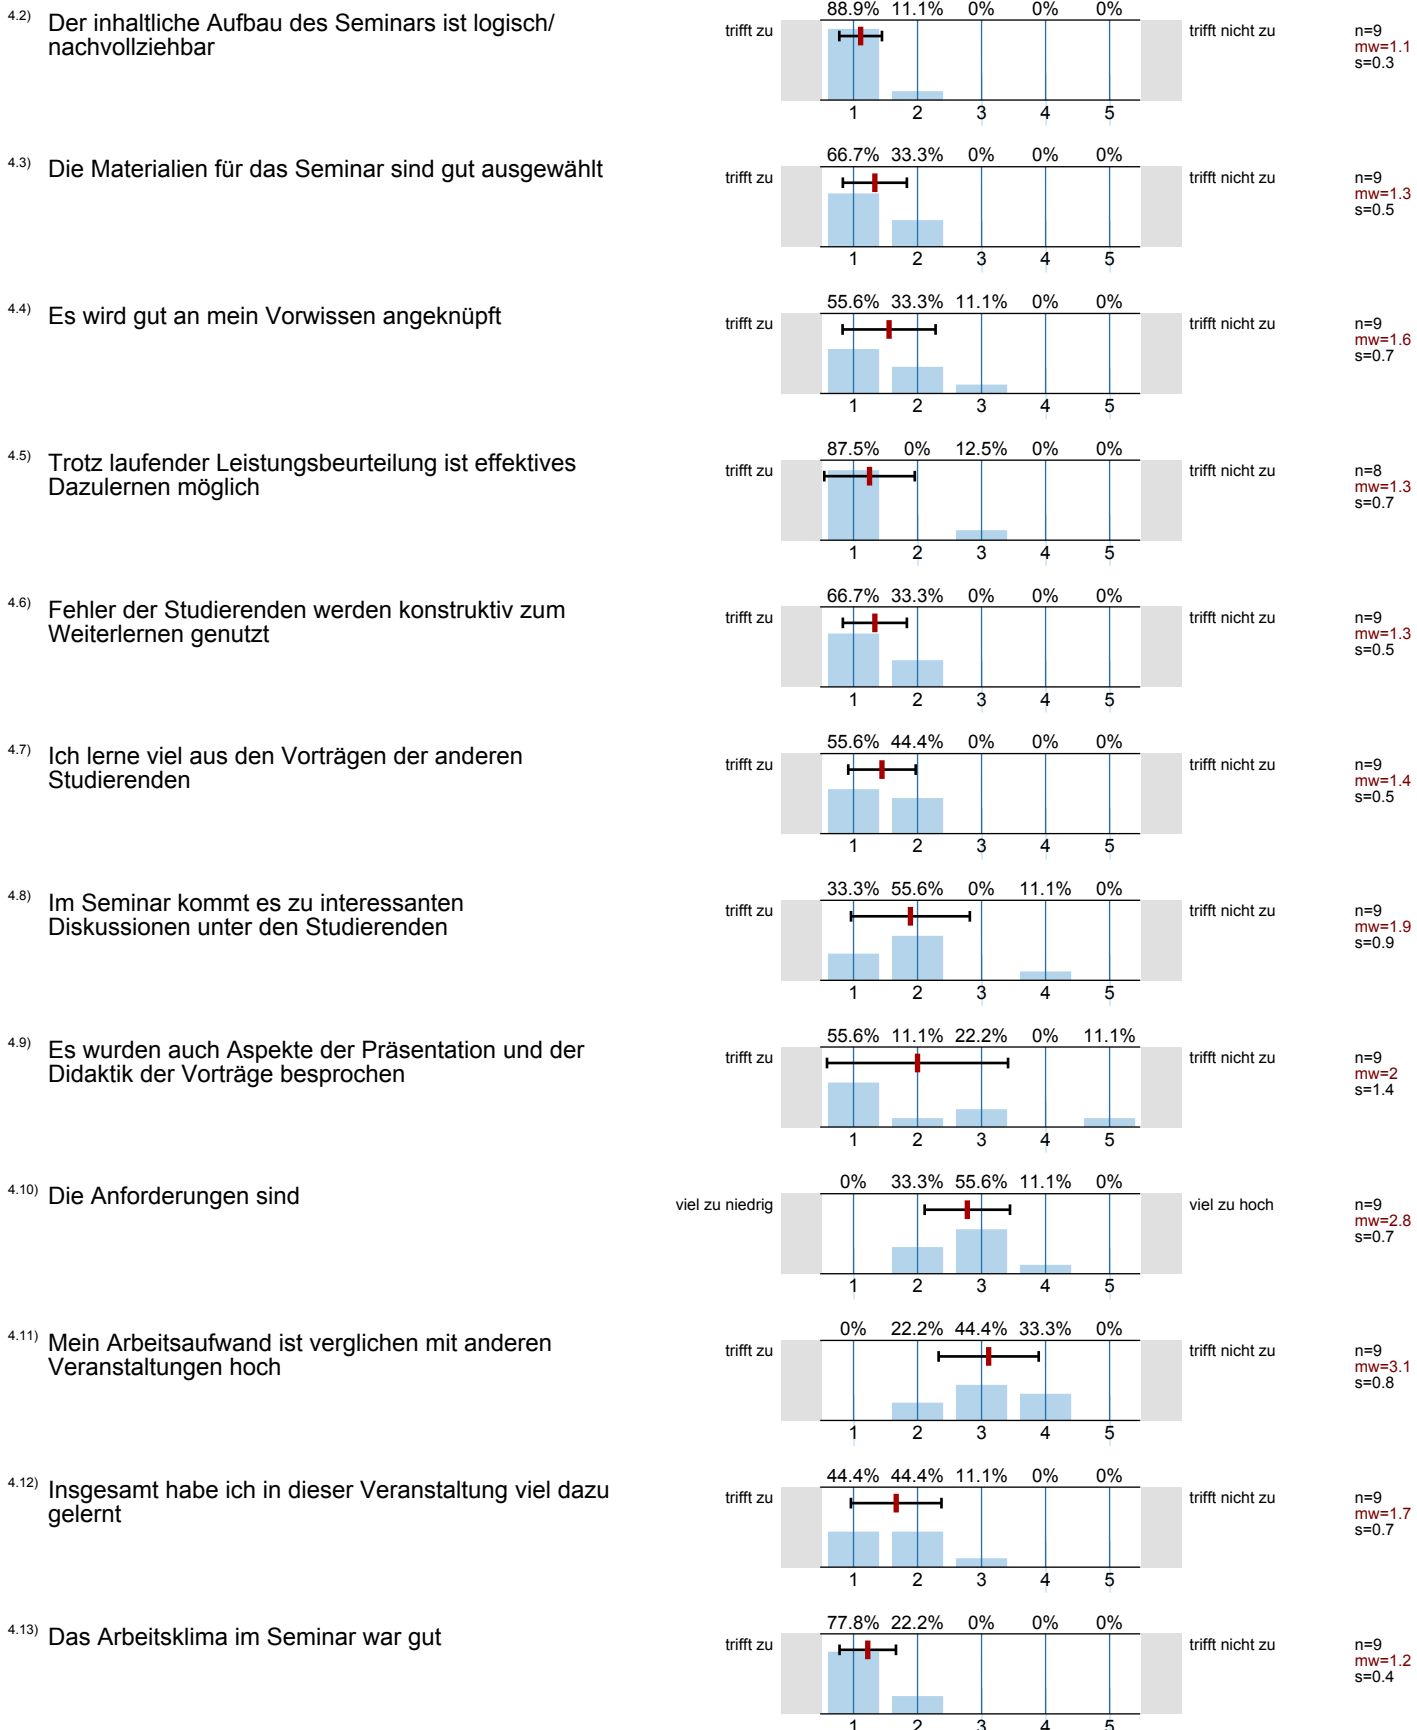 4.2) Der inhaltliche Aufbau des Seminars ist logisch/
nachvollziehbar
88.9% 11.1% 0% 0% 0%
trifft zu
trifft nicht zu
n=9
mw=1.1
s=0.3
1 2 3 4 5
4.3) Die Materialien für das Seminar sind gut ausgewählt
66.7% 33.3% 0% 0% 0%
trifft zu
trifft nicht zu
n=9
mw=1.3
s=0.5
1 2 3 4 5
4.4) Es wird gut an mein Vorwissen angeknüpft
55.6% 33.3% 11.1% 0% 0%
trifft zu
trifft nicht zu
n=9
mw=1.6
s=0.7
1 2 3 4 5
4.5) Trotz laufender Leistungsbeurteilung ist effektives
Dazulernen möglich
87.5% 0% 12.5% 0% 0%
trifft zu
trifft nicht zu
n=8
mw=1.3
s=0.7
1 2 3 4 5
4.6) Fehler der Studierenden werden konstruktiv zum
Weiterlernen genutzt
66.7% 33.3% 0% 0% 0%
trifft zu
trifft nicht zu
n=9
mw=1.3
s=0.5
1 2 3 4 5
4.7) Ich lerne viel aus den Vorträgen der anderen
Studierenden
55.6% 44.4% 0% 0% 0%
trifft zu
trifft nicht zu
n=9
mw=1.4
s=0.5
1 2 3 4 5
4.8) Im Seminar kommt es zu interessanten
Diskussionen unter den Studierenden
33.3% 55.6% 0% 11.1% 0%
trifft zu
trifft nicht zu
n=9
mw=1.9
s=0.9
1 2 3 4 5
4.9) Es wurden auch Aspekte der Präsentation und der
Didaktik der Vorträge besprochen
55.6% 11.1% 22.2% 0% 11.1%
trifft zu
trifft nicht zu
n=9
mw=2
s=1.4
1 2 3 4 5
4.10) Die Anforderungen sind
0% 33.3% 55.6% 11.1% 0%
viel zu niedrig
viel zu hoch
n=9
mw=2.8
s=0.7
1 2 3 4 5
4.11) Mein Arbeitsaufwand ist verglichen mit anderen
Veranstaltungen hoch
0% 22.2% 44.4% 33.3% 0%
trifft zu
trifft nicht zu
n=9
mw=3.1
s=0.8
1 2 3 4 5
4.12) Insgesamt habe ich in dieser Veranstaltung viel dazu
gelernt
44.4% 44.4% 11.1% 0% 0%
trifft zu
trifft nicht zu
n=9
mw=1.7
s=0.7
1 2 3 4 5
4.13) Das Arbeitsklima im Seminar war gut
77.8% 22.2% 0% 0% 0%
trifft zu
trifft nicht zu
n=9
mw=1.2
s=0.4
1 2 3 4 5